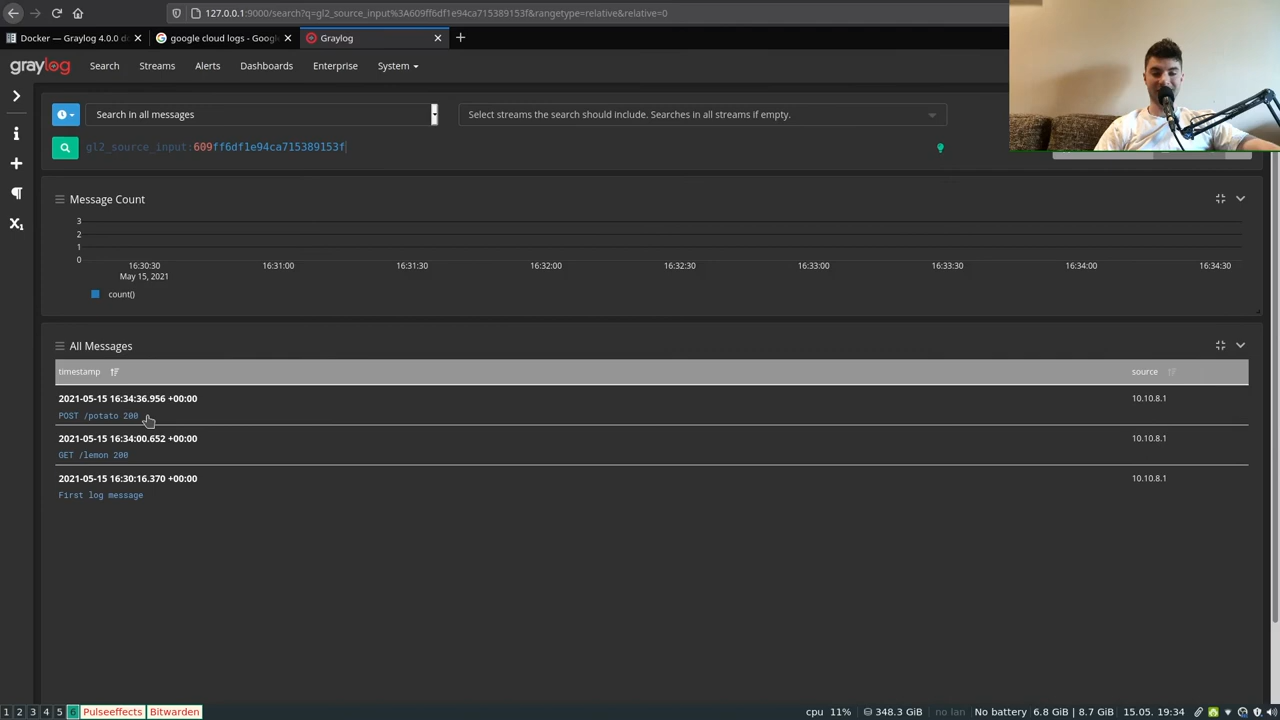 127.0.0.1:9000/search?q=gl2_source_input%3A609ff6df1e94ca715389153f&rangetype=relative&relative=0
Docker — Graylog 4.0.0 d
google cloud logs - Googl
Graylog
graylog
Search
Streams
Alerts
Dashboards
Enterprise
System
Search in all messages
Select streams the search should include. Searches in all streams if empty.
gl2_source_input:609ff6df1e94ca715389153f
Message Count
3
2
1
0
16:30:30
May 15, 2021
16:31:00
16:31:30
16:32:00
16:32:30
16:33:00
16:33:30
16:34:00
16:34:30
count()
All Messages
timestamp
source
2021-05-15 16:34:36.956 +00:00
10.10.8.1
POST /potato 200
2021-05-15 16:34:00.652 +00:00
10.10.8.1
GET /lemon 200
2021-05-15 16:30:16.370 +00:00
10.10.8.1
First log message
1 2 3 4 5 6 Pulseeffects Bitwarden
cpu 11% 348.3 GiB no lan No battery 6.8 GiB | 8.7 GiB 15.05. 19:34